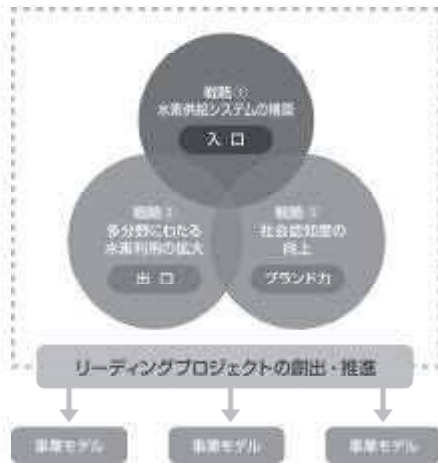 戦略①
水素供給システムの構築
入口
戦略2
多分野にわたる
水素利用の拡大
出口
戦略3
社会認知度の
向上
ブランド力
リーディングプロジェクトの創出・推進
事業モデル
事業モデル
事業モデル